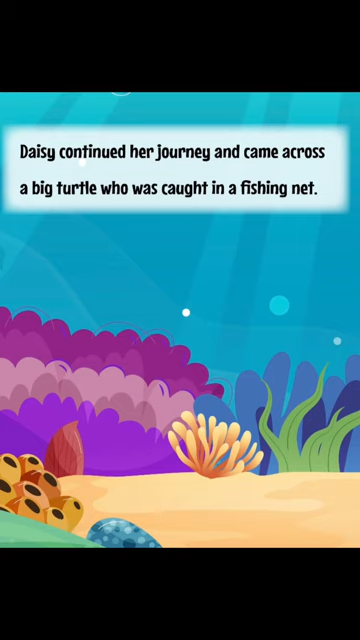 Daisy continued her journey and came across
a big turtle who was caught in a fishing net.